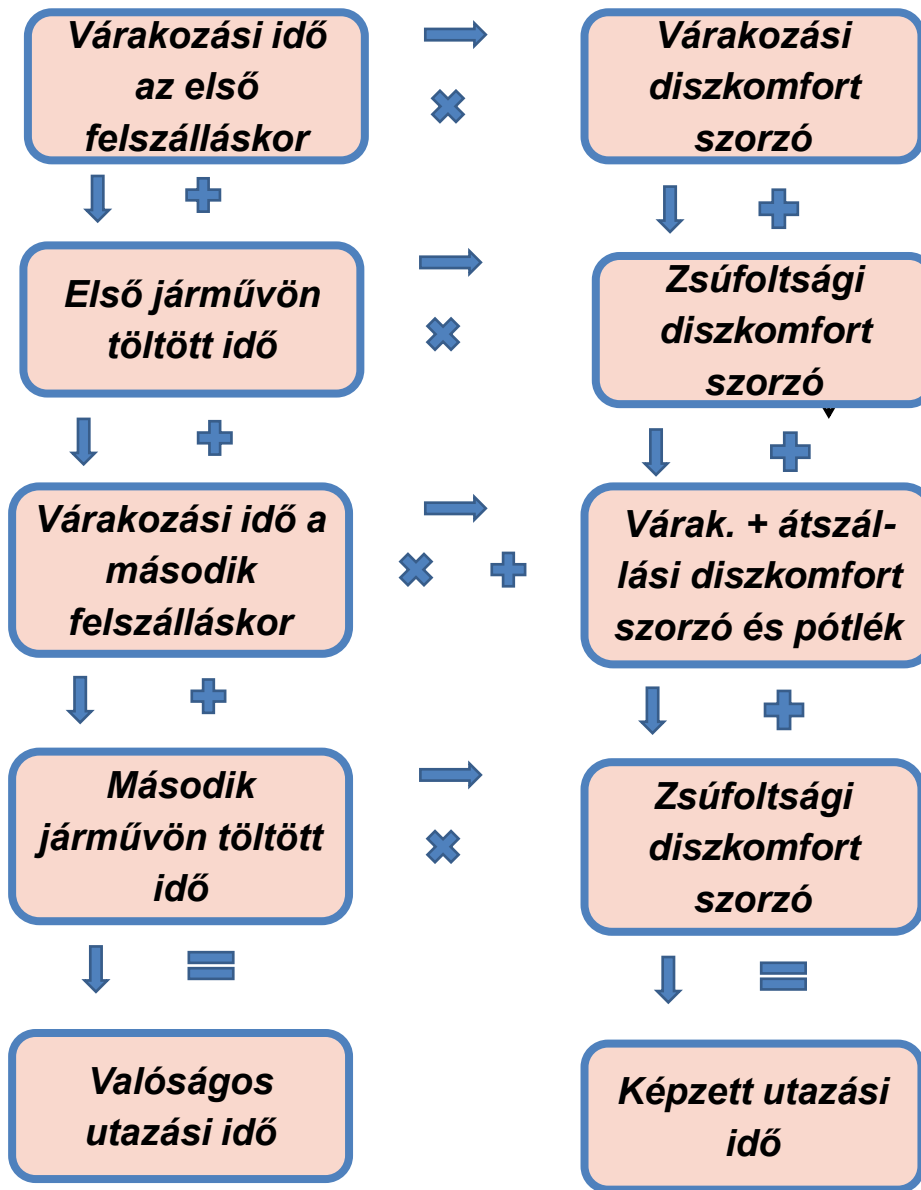 Várakozási idő
az első
felszálláskor
Várakozási
diszkomfort
szorzó
Első járművön
töltött idő
Zsúfoltsági
diszkomfort
szorzó
Várakozási idő a
második
felszálláskor
Várak. + átszál-
lási diszkomfort
szorzó és pótlék
Második
járművön töltött
idő
Zsúfoltsági
diszkomfort
szorzó
Valóságos
utazási idő
Képzett utazási
idő